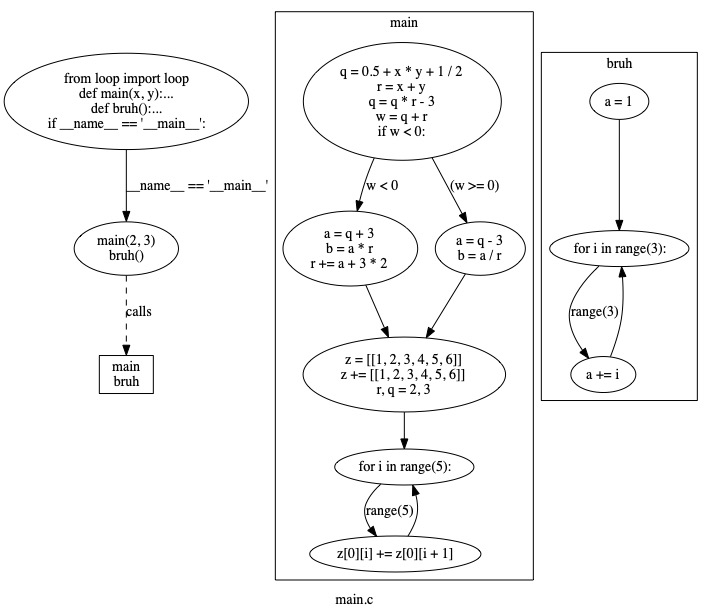 from loop import loop
def main(x, y):...
def bruh():...
if __name__ == '__main__':
__name__ == '__main__'
main(2, 3)
bruh()
calls
main
bruh
main
q = 0.5 + x * y + 1 / 2
r = x + y
q = q * r - 3
w = q + r
if w < 0:
w < 0
(w >= 0)
a = q + 3
b = a * r
r += a + 3 * 2
a = q - 3
b = a / r
z = [[1, 2, 3, 4, 5, 6]]
z += [[1, 2, 3, 4, 5, 6]]
r, q = 2, 3
for i in range(5):
range(5)
z[0][i] += z[0][i + 1]
bruh
a = 1
for i in range(3):
range(3)
a += i
main.c